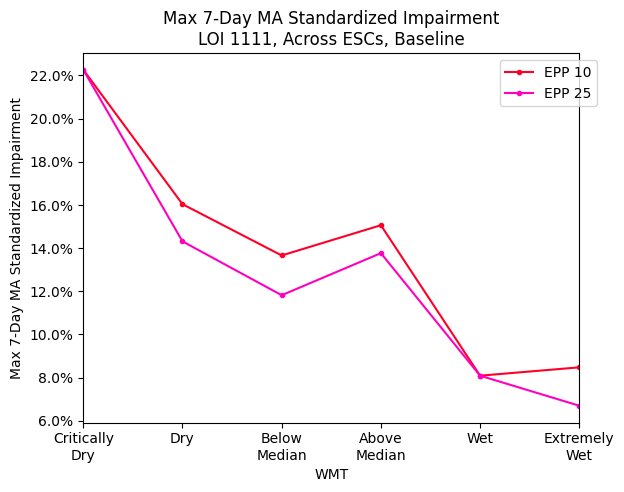 Max 7-Day MA Standardized Impairment
LOI 1111, Across ESCs, Baseline
EPP 10
EPP 25
Max 7-Day MA Standardized Impairment
22.0%
20.0%
18.0%
16.0%
14.0%
12.0%
10.0%
8.0%
6.0%
Critically
Dry
Dry
Below
Median
Above
Median
Wet
Extremely
Wet
WMT